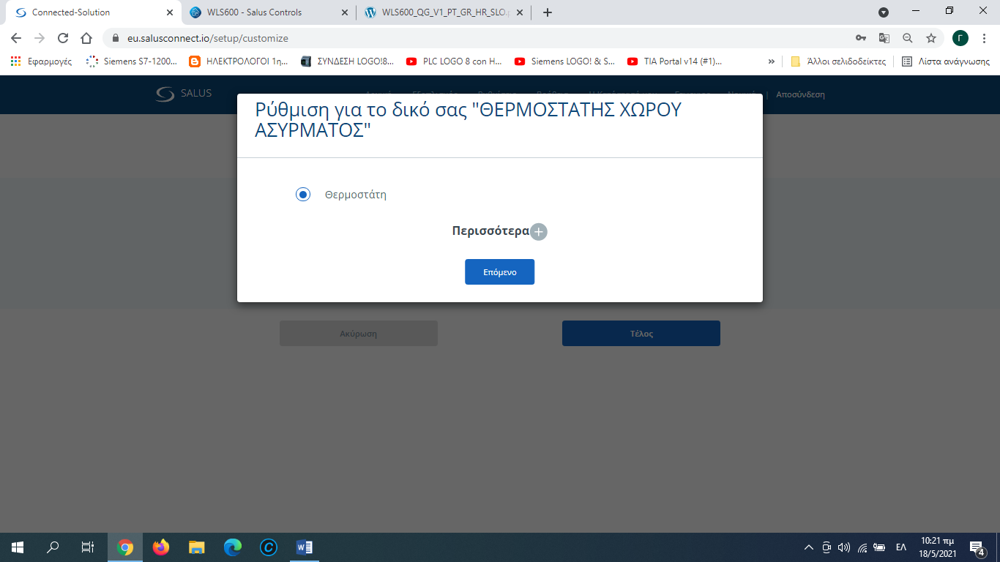 Connected-Solution
WLS600 - Salus Controls
WLS600_QG_V1_PT_GR_HR_SLO.p
eu.salusconnect.io/setup/customize
Γ
Εφαρμογές
Siemens S7-1200...
ΗΛΕΚΤΡΟΛΟΓΟΙ 1η...
ΣΥΝΔΕΣΗ LOGO!8...
PLC LOGO 8 con H...
Siemens LOGO! & S...
TIA Portal v14 (#1)...
»
Άλλοι σελιδοδείκτες
Λίστα ανάγνωσης
SALUS
| Αποσύνδεση
Ρύθμιση για το δικό σας "ΘΕΡΜΟΣΤΑΤΗΣ ΧΩΡΟΥ
ΑΣΥΡΜΑΤΟΣ"
Θερμοστάτη
Περισσότερα
Επόμενο
Ακύρωση
Τέλος
ΕΛ
10:21 πμ
18/5/2021
4